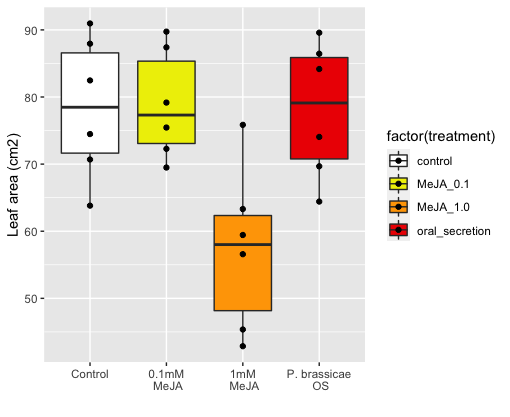 Leaf area (cm2)
90
80
70
60
50
Control
0.1mM
MeJA
1mM
MeJA
P. brassicae
OS
factor(treatment)
control
MeJA_0.1
MeJA_1.0
oral_secretion